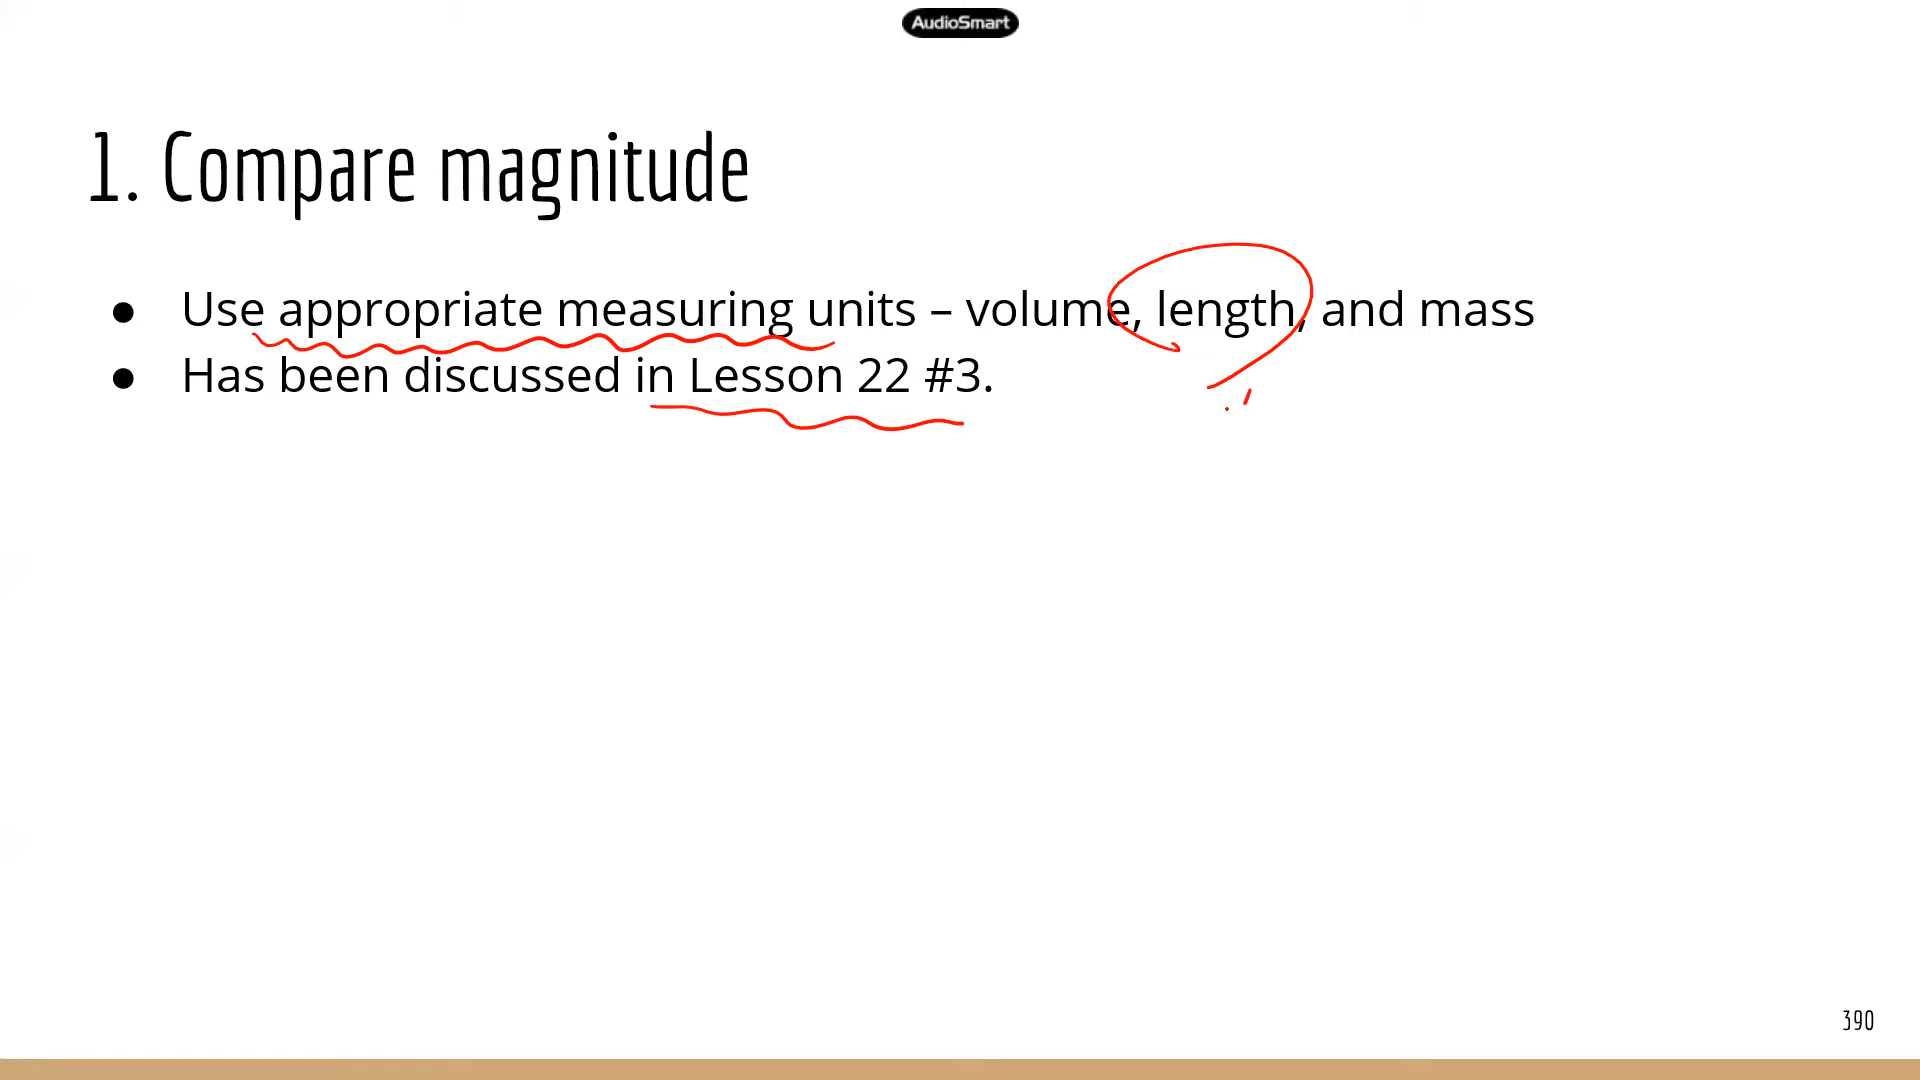 AudioSmart
1. Compare magnitude
● Use appropriate measuring units – volume, length, and mass
● Has been discussed in Lesson 22 #3.
390